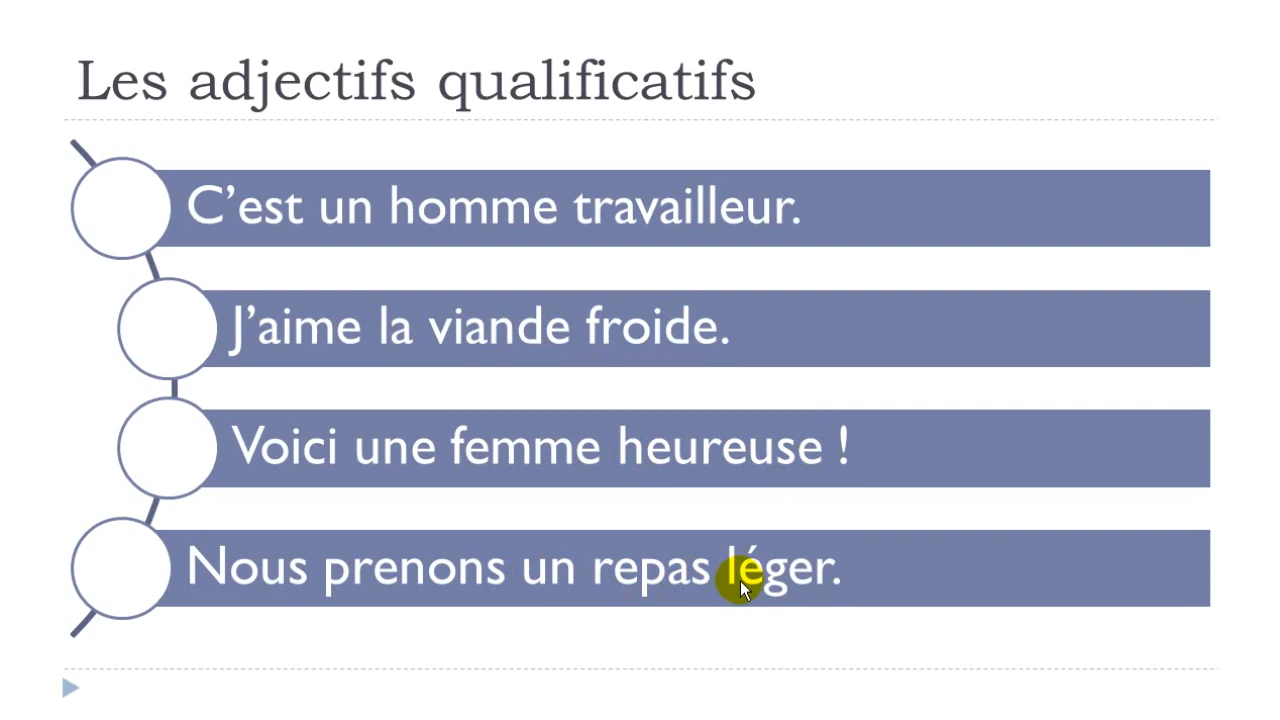 Les adjectifs qualificatifs
C’est un homme travailleur.
J’aime la viande froide.
Voici une femme heureuse !
Nous prenons un repas léger.